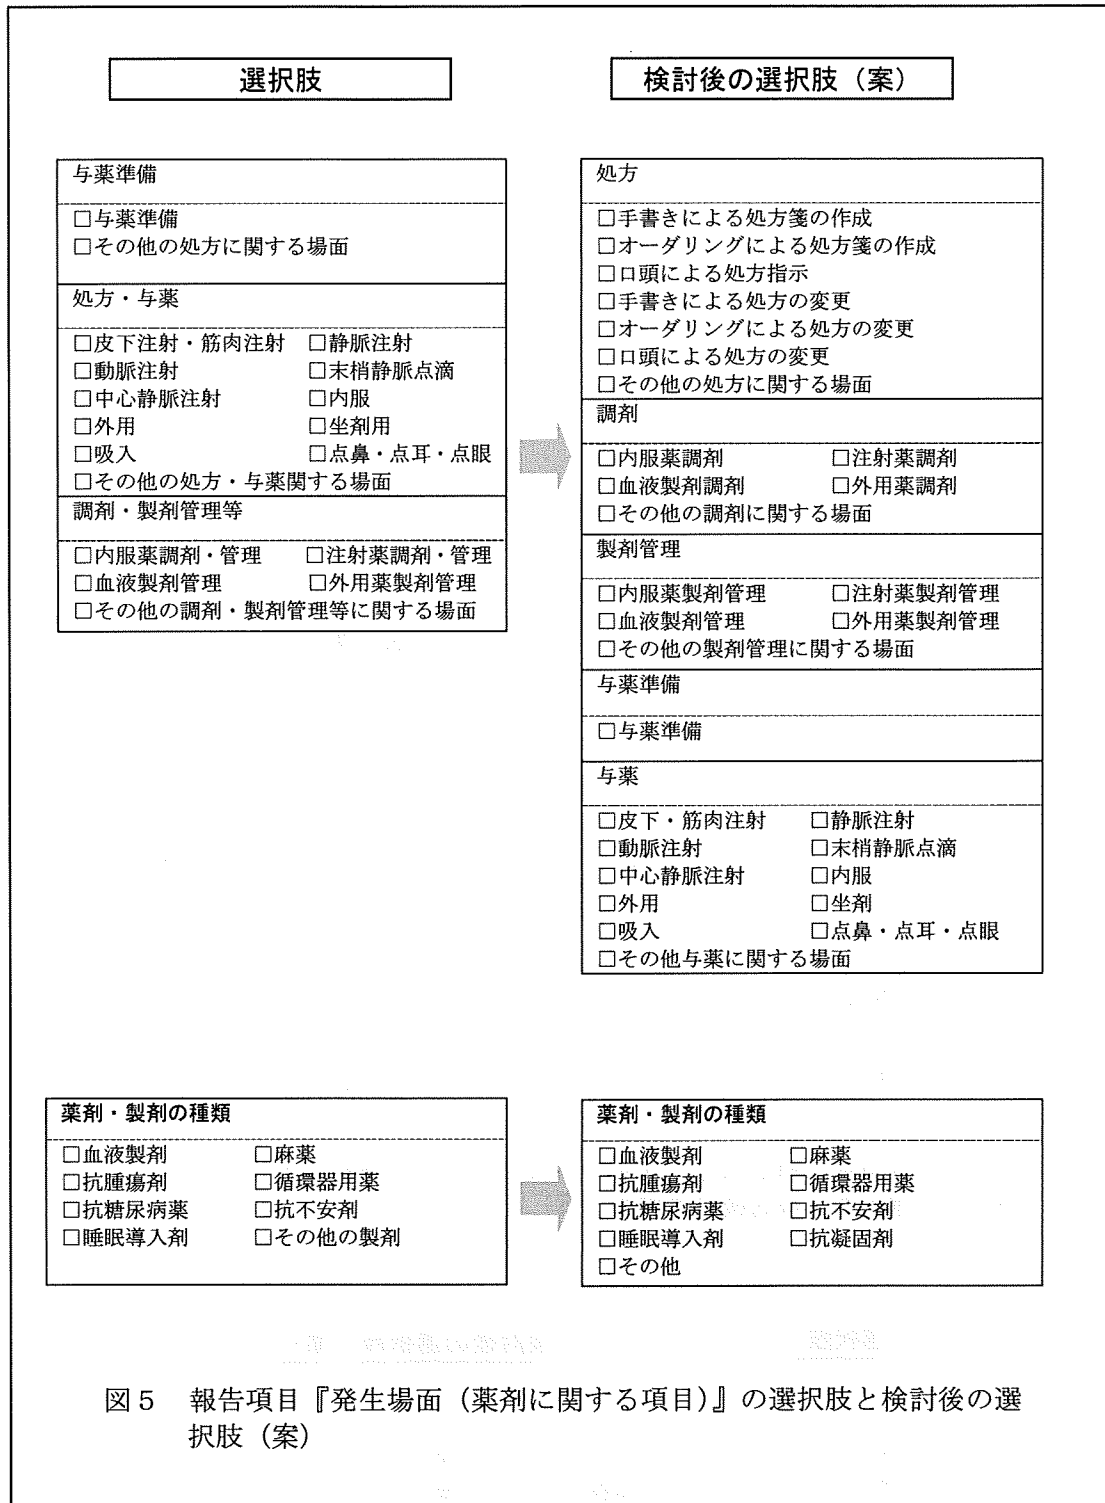 選択肢
検討後の選択肢（案）
与薬準備
□与薬準備
□その他の処方に関する場面
処方・与薬
□皮下注射・筋肉注射 □静脈注射
□動脈注射 □末梢静脈点滴
□中心静脈注射 □内服
□外用 □坐剤用
□吸入 □点鼻・点耳・点眼
□その他の処方・与薬関する場面
調剤・製剤管理等
□内服薬調剤・管理 □注射薬調剤・管理
□血液製剤管理 □外用薬製剤管理
□その他の調剤・製剤管理等に関する場面
処方
□手書きによる処方箋の作成
□オーダリングによる処方箋の作成
□口頭による処方指示
□手書きによる処方の変更
□オーダリングによる処方の変更
□口頭による処方の変更
□その他の処方に関する場面
調剤
□内服薬調剤 □注射薬調剤
□血液製剤調剤 □外用薬調剤
□その他の調剤に関する場面
製剤管理
□内服薬製剤管理 □注射薬製剤管理
□血液製剤管理 □外用薬製剤管理
□その他の製剤管理に関する場面
与薬準備
□与薬準備
与薬
□皮下・筋肉注射 □静脈注射
□動脈注射 □末梢静脈点滴
□中心静脈注射 □内服
□外用 □坐剤
□吸入 □点鼻・点耳・点眼
□その他与薬に関する場面
薬剤・製剤の種類
□血液製剤 □麻薬
□抗腫瘍剤 □循環器用薬
□抗糖尿病薬 □抗不安剤
□睡眠導入剤 □その他の製剤
薬剤・製剤の種類
□血液製剤 □麻薬
□抗腫瘍剤 □循環器用薬
□抗糖尿病薬 □抗不安剤
□睡眠導入剤 □抗凝固剤
□その他
図５ 報告項目『発生場面（薬剤に関する項目）』の選択肢と検討後の選
択肢（案）